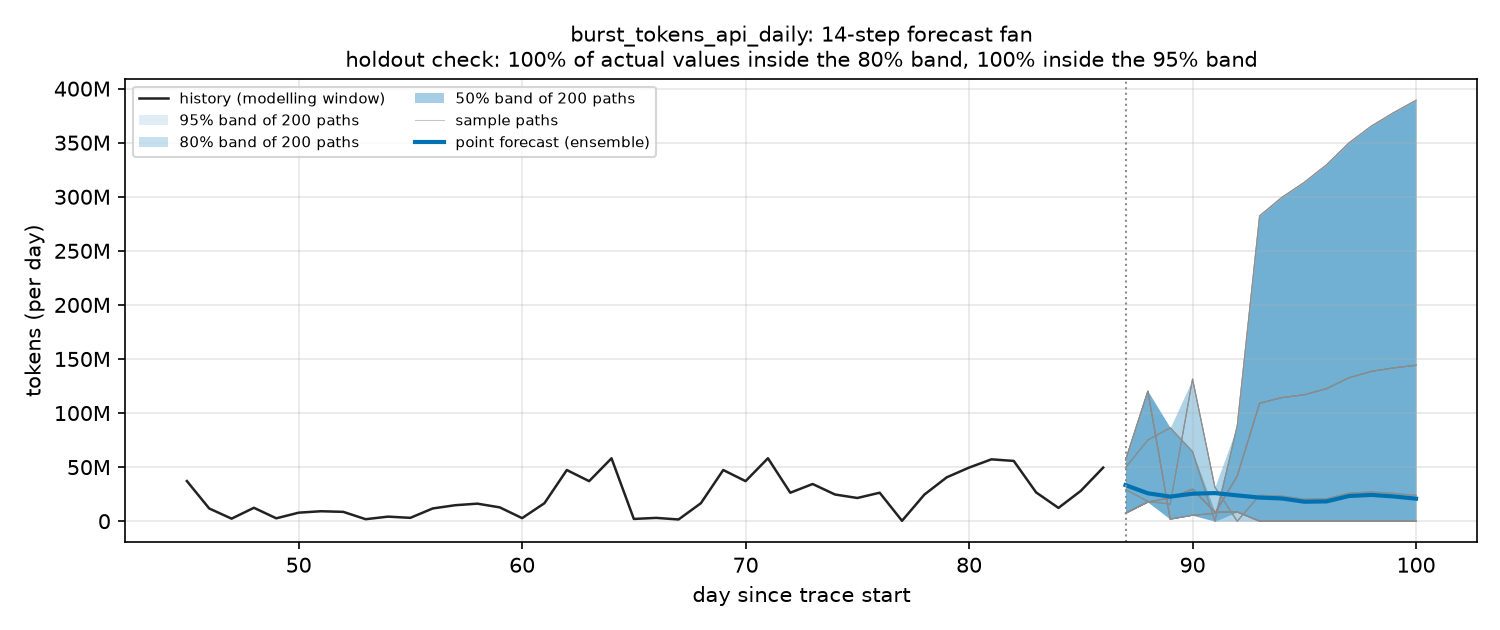 burst_tokens_api_daily: 14-step forecast fan
holdout check: 100% of actual values inside the 80% band, 100% inside the 95% band
history (modelling window)
95% band of 200 paths
80% band of 200 paths
50% band of 200 paths
sample paths
point forecast (ensemble)
tokens (per day)
400M
350M
300M
250M
200M
150M
100M
50M
0
50
60
70
80
90
100
day since trace start